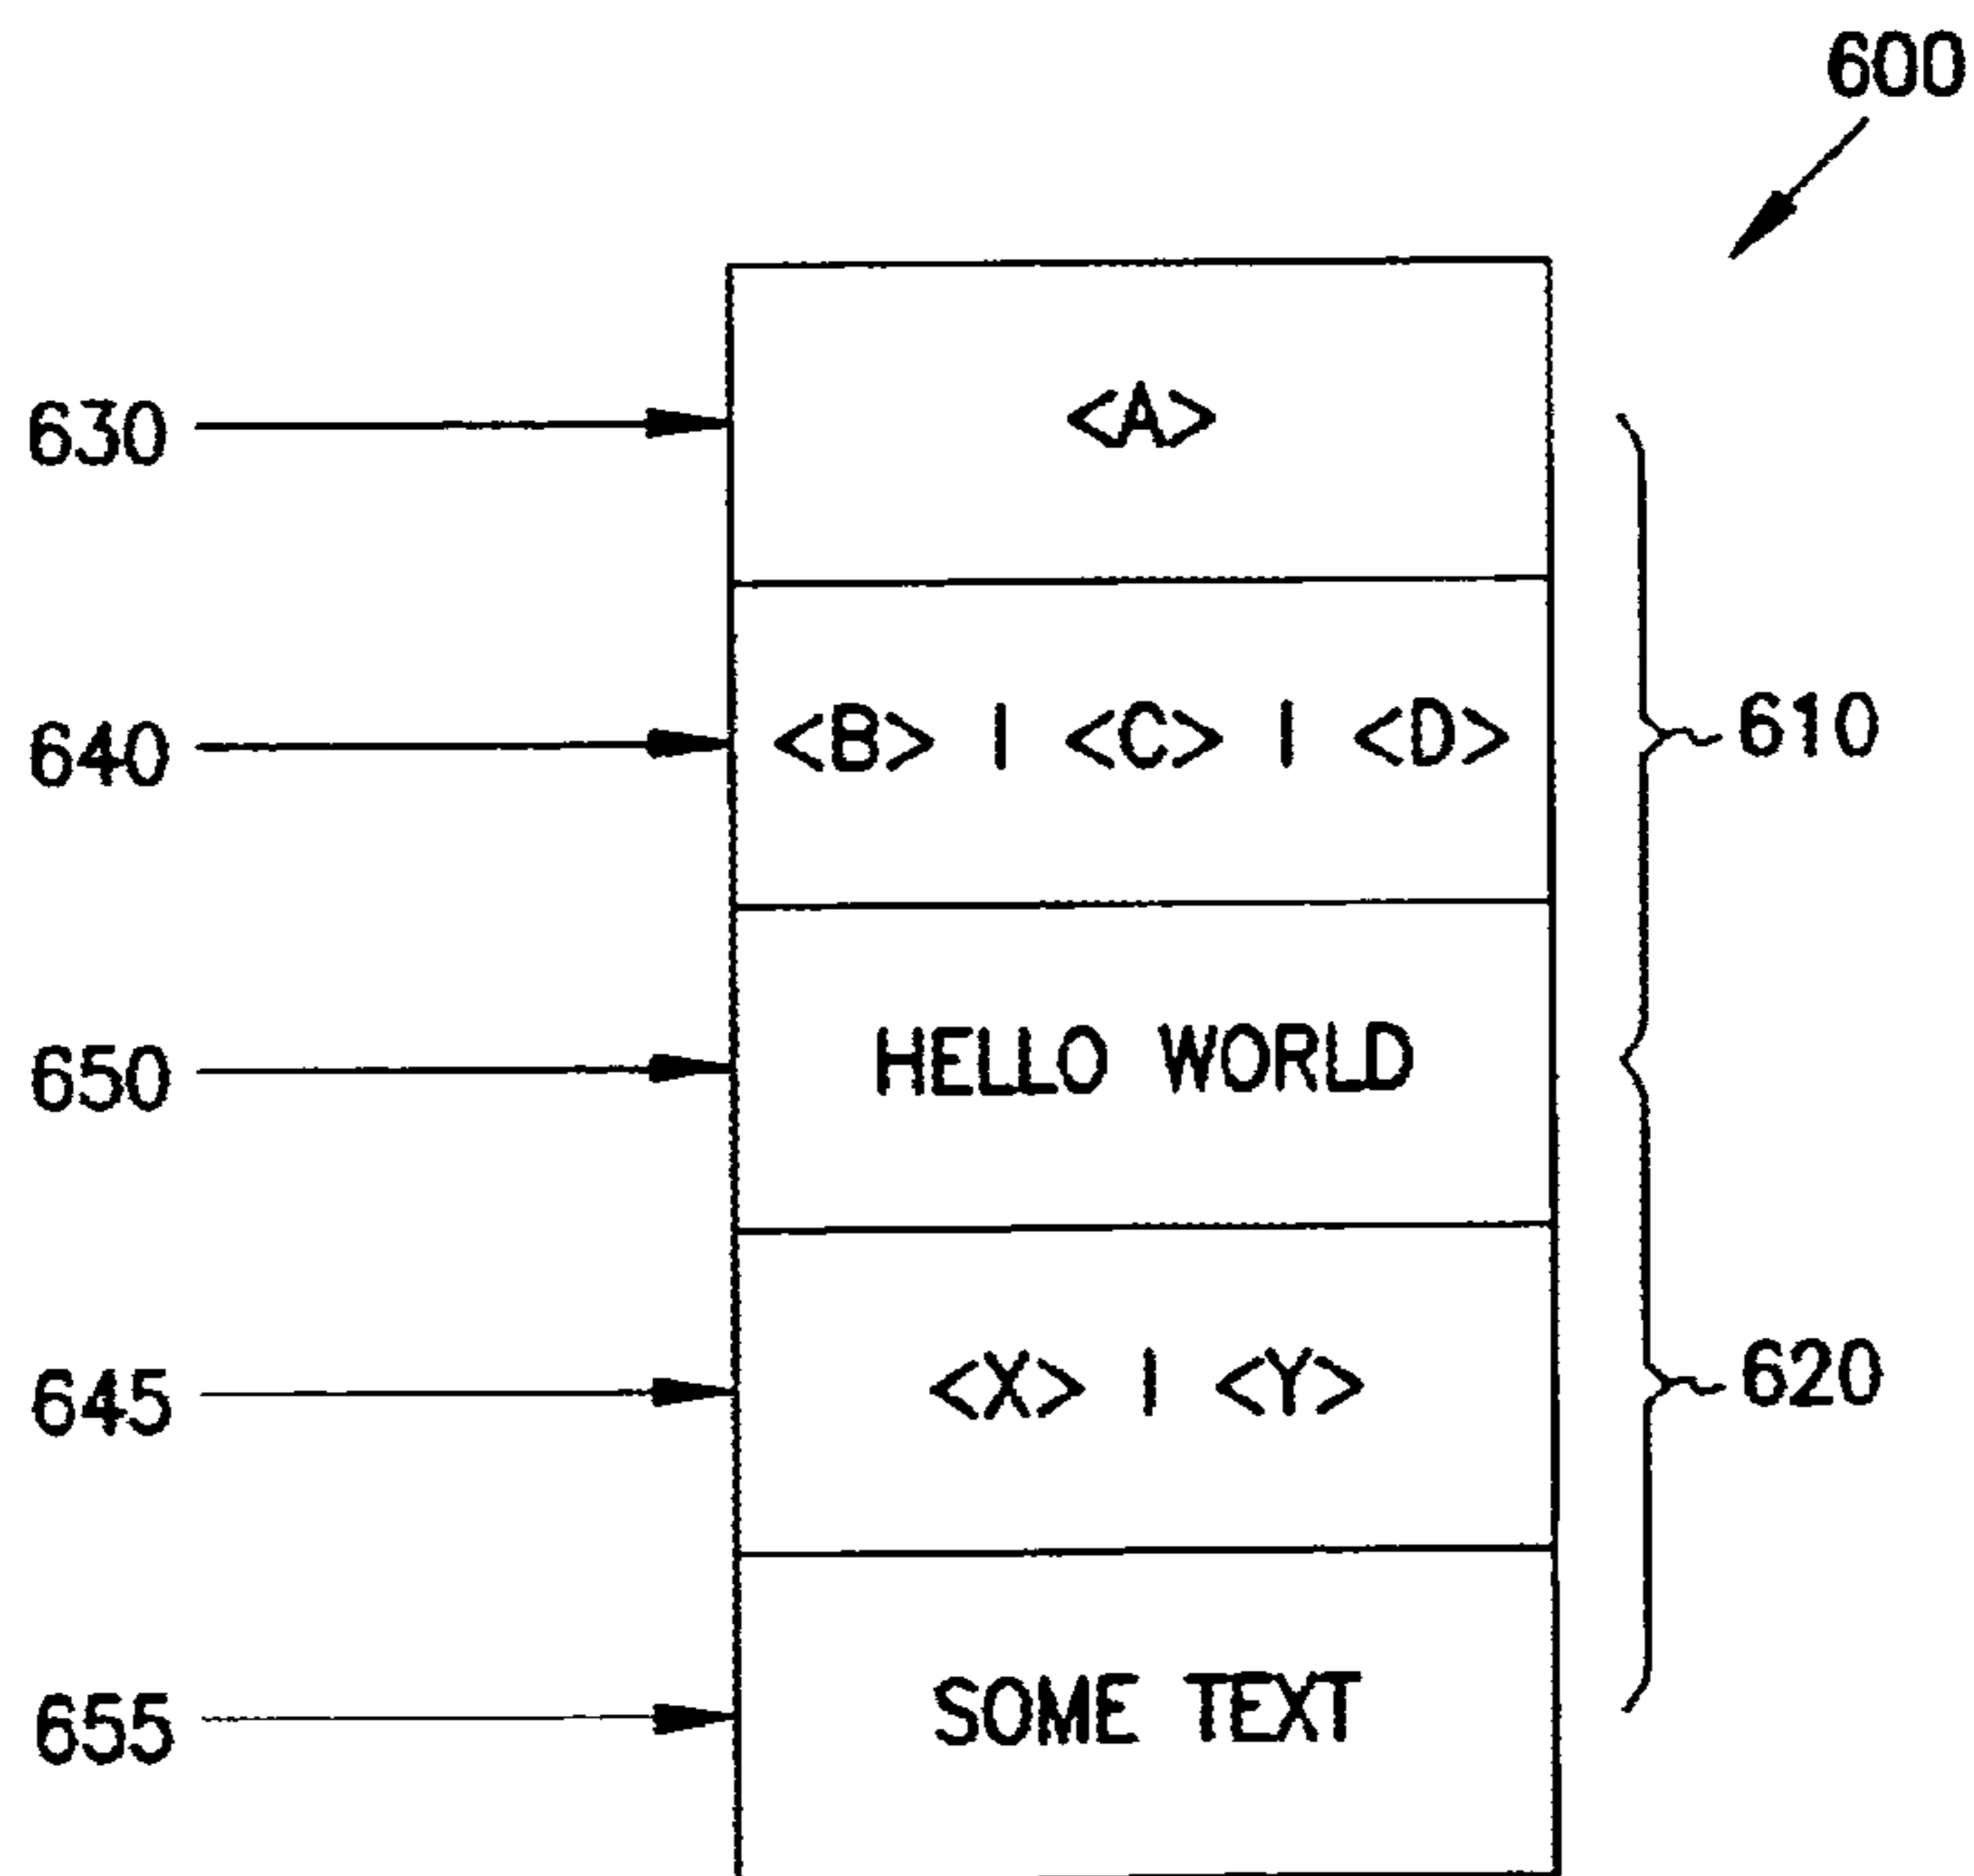 600
630 <A>
640 <B> | <C> | <D> 610
650 HELLO WORLD
645 <X> | <Y> 620
655 SOME TEXT